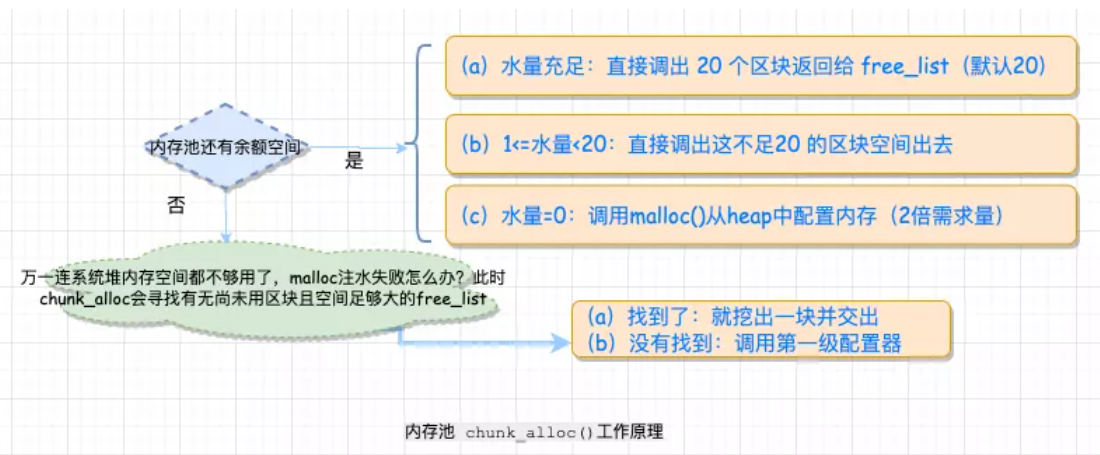 (a) 水量充足：直接调出 20 个区块返回给 free_list（默认20）
内存池还有余额空间
是
(b) 1<=水量<20：直接调出这不足20 的区块空间出去
否
(c) 水量=0：调用malloc()从heap中配置内存（2倍需求量）
万一连系统堆内存空间都不够用了，malloc注水失败怎么办？此时
chunk_alloc会寻找有无尚未用区块且空间足够大的free_list
(a) 找到了：就挖出一块并交出
(b) 没有找到：调用第一级配置器
内存池 chunk_alloc()工作原理